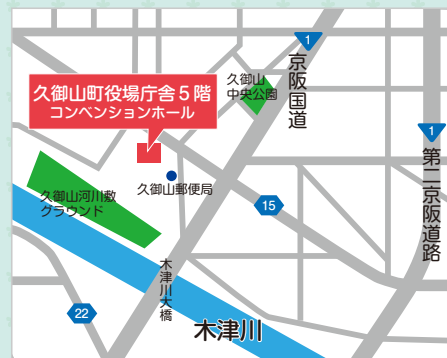 1
久御山
中央公園
京阪国道
久御山町役場庁舎5階
コンベンションホール
1
第二京阪道路
久御山郵便局
久御山河川敷
グラウンド
15
木津川大橋
22
木津川